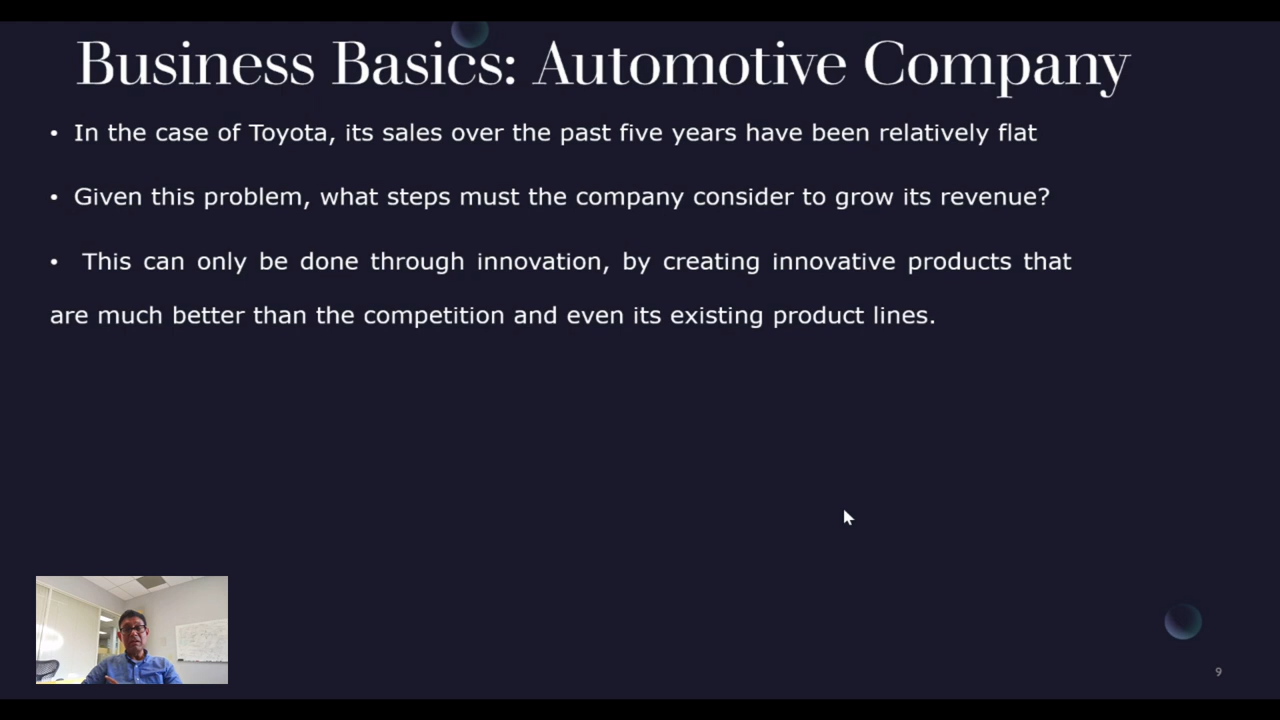 Business Basics: Automotive Company
• In the case of Toyota, its sales over the past five years have been relatively flat
• Given this problem, what steps must the company consider to grow its revenue?
• This can only be done through innovation, by creating innovative products that
are much better than the competition and even its existing product lines.
9